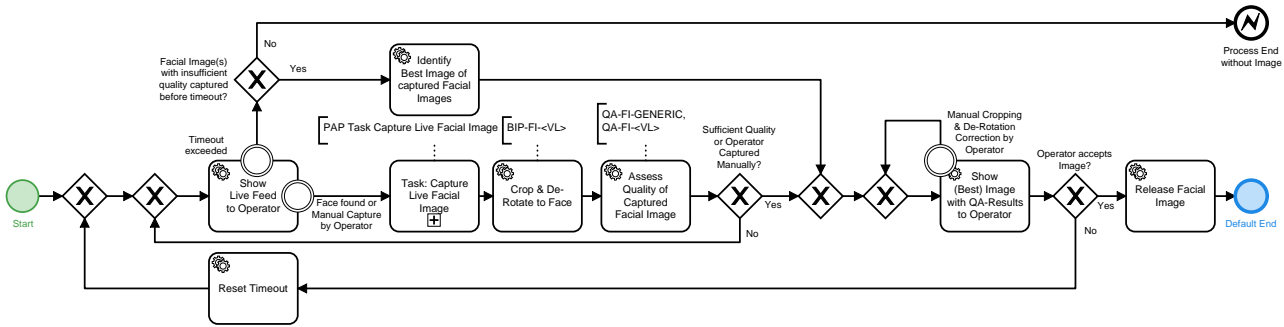 No
Process End
without Image
Facial Image(s)
with insufficient
quality captured
before timeout?
Yes
Identify
Best Image of
captured Facial
Images
Timeout
exceeded
PAP Task Capture Live Facial Image
BIP-FI-<VL>
QA-FI-GENERIC,
QA-FI-<VL>
Sufficient Quality
or Operator
Captured
Manually?
Manual Cropping
& De-Rotation
Correction by
Operator
Operator accepts
Image?
Start
Show
Live Feed
to Operator
Face found or
Manual Capture
by Operator
Task: Capture
Live Facial
Image
Crop & De-
Rotate to Face
Assess
Quality of
Captured
Facial Image
Yes
No
Show
(Best) Image
with QA-Results
to Operator
Yes
No
Release Facial
Image
Default End
Reset Timeout